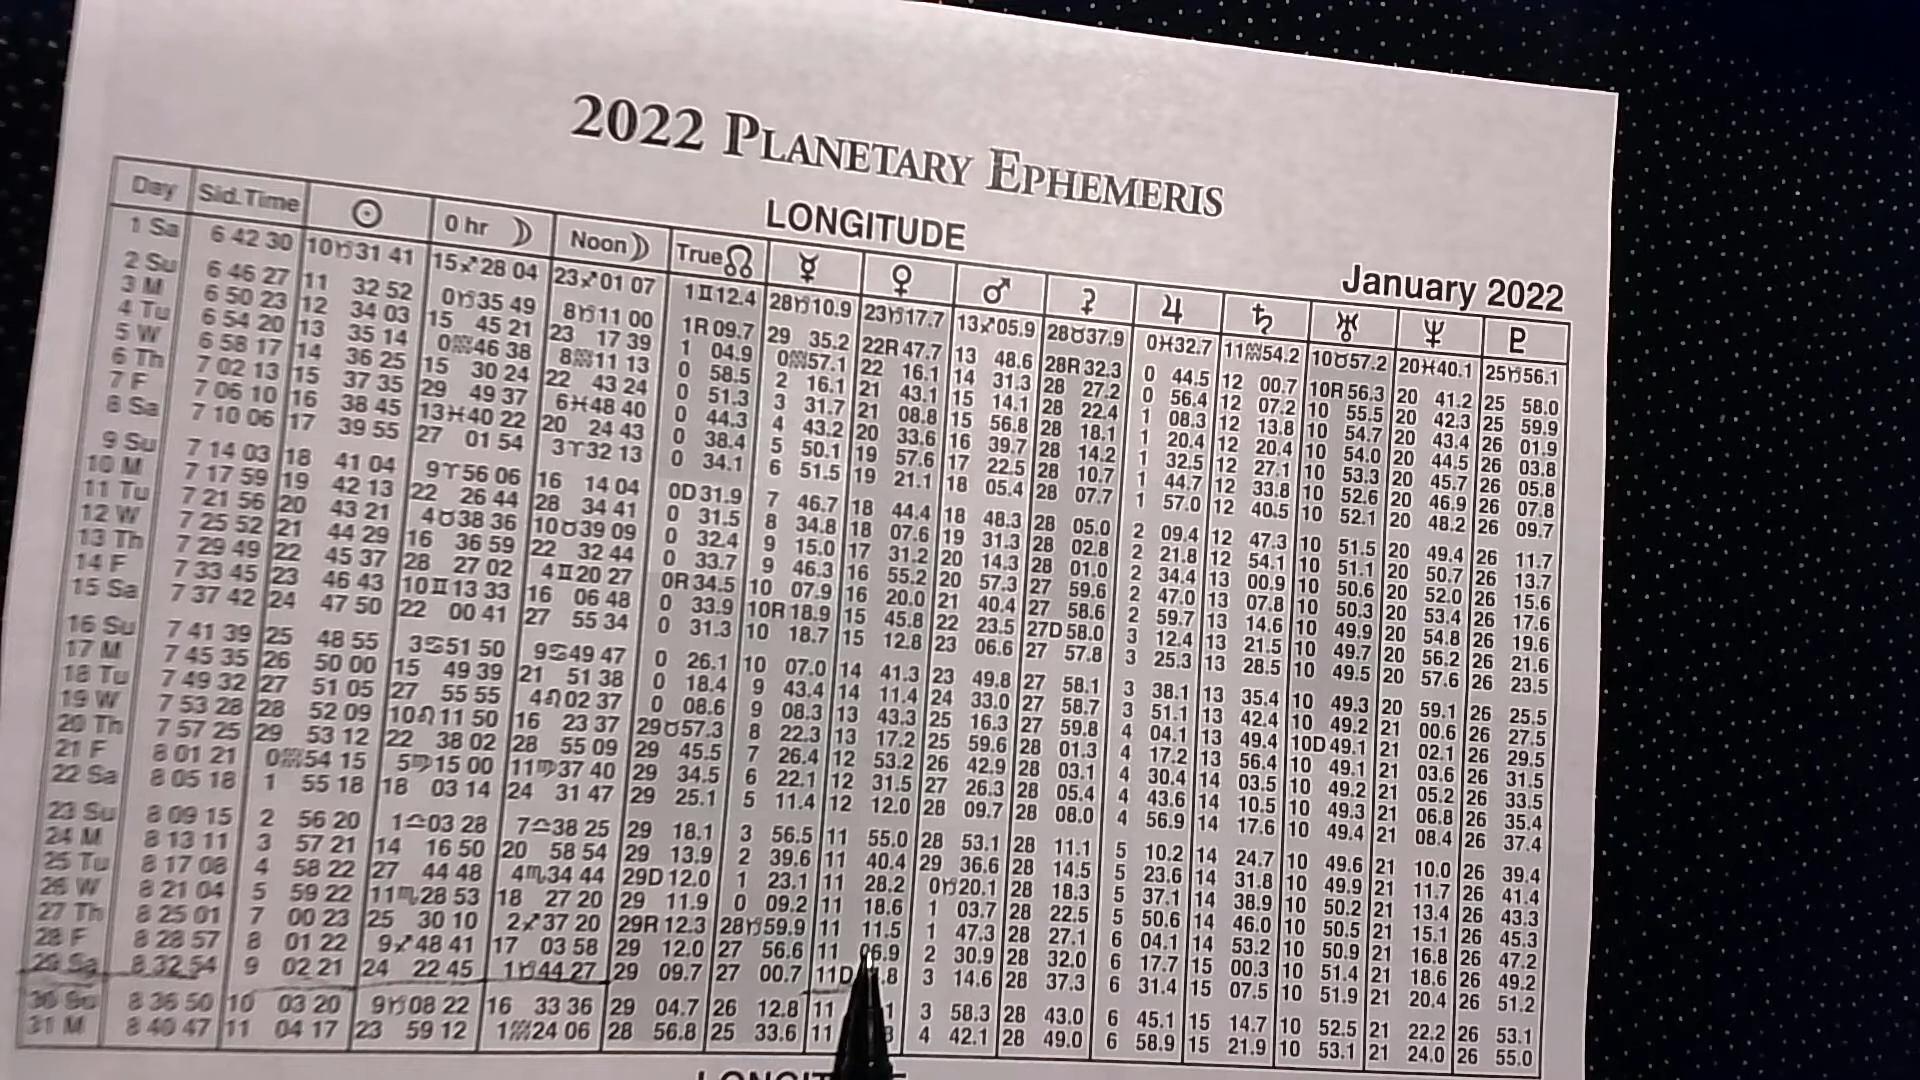 2022 PLANETARY EPHEMERIS
LONGITUDE
January 2022
Day Sid.Time ☉ 0 hr ☽ Noon ☽ True ☊ ☿ ♀ ♂ ⚳ ♃ ♄ ♅ ♆ ♇
1 Sa 6 42 30 10♑31 41 15♐28 04 23♐01 07 1♊12.4 28♑10.9 23♑17.7 13♐05.9 28♉37.9 0♓32.7 11♒54.2 10♉57.2 20♓40.1 25♑56.1
2 Su 6 46 27 11 32 52 0♑35 49 8♑11 00 1R09.7 29 35.2 22R47.7 13 48.6 28R32.3 0 44.5 12 00.7 10R56.3 20 41.2 25 58.0
3 M 6 50 23 12 34 03 15 45 21 23 17 39 1 04.9 0♒57.1 22 16.1 14 31.3 28 27.2 0 56.4 12 07.2 10 55.5 20 42.3 25 59.9
4 Tu 6 54 20 13 35 14 0♒46 38 8♒11 13 0 58.5 2 16.1 21 43.1 15 14.1 28 22.4 1 08.3 12 13.8 10 54.7 20 43.4 26 01.9
5 W 6 58 17 14 36 25 15 30 24 22 43 24 0 51.3 3 31.7 21 08.8 15 56.8 28 18.1 1 20.4 12 20.4 10 54.0 20 44.5 26 03.8
6 Th 7 02 13 15 37 35 29 49 37 6♓48 40 0 44.3 4 43.2 20 33.6 16 39.7 28 14.2 1 32.5 12 27.1 10 53.3 20 45.7 26 05.8
7 F 7 06 10 16 38 45 13♓40 22 20 24 43 0 38.4 5 50.1 19 57.6 17 22.5 28 10.7 1 44.7 12 33.8 10 52.6 20 46.9 26 07.8
8 Sa 7 10 06 17 39 55 27 01 54 3♈32 13 0 34.1 6 51.5 19 21.1 18 05.4 28 07.7 1 57.0 12 40.5 10 52.1 20 48.2 26 09.7
9 Su 7 14 03 18 41 04 9♈56 06 16 14 04 0D31.9 7 46.7 18 44.4 18 48.3 28 05.0 2 09.4 12 47.3 10 51.5 20 49.4 26 11.7
10 M 7 17 59 19 42 13 22 26 44 28 34 41 0 31.5 8 34.8 18 07.6 19 31.3 28 02.8 2 21.8 12 54.1 10 51.1 20 50.7 26 13.7
11 Tu 7 21 56 20 43 21 4♉38 36 10♉39 09 0 32.4 9 15.0 17 31.2 20 14.3 28 01.0 2 34.4 13 00.9 10 50.6 20 52.0 26 15.6
12 W 7 25 52 21 44 29 16 36 59 22 32 44 0 33.7 9 46.3 16 55.2 20 57.3 27 59.6 2 47.0 13 07.8 10 50.3 20 53.4 26 17.6
13 Th 7 29 49 22 45 37 28 27 02 4♊20 27 0R34.5 10 07.9 16 20.0 21 40.4 27 58.6 2 59.7 13 14.6 10 49.9 20 54.8 26 19.6
14 F 7 33 45 23 46 43 10♊13 33 16 06 48 0 33.9 10R18.9 15 45.8 22 23.5 27D58.0 3 12.4 13 21.5 10 49.7 20 56.2 26 21.6
15 Sa 7 37 42 24 47 50 22 00 41 27 55 34 0 31.3 10 18.7 15 12.8 23 06.6 27 57.8 3 25.3 13 28.5 10 49.5 20 57.6 26 23.5
16 Su 7 41 39 25 48 55 3♋51 50 9♋49 47 0 26.1 10 07.0 14 41.3 23 49.8 27 58.1 3 38.1 13 35.4 10 49.3 20 59.1 26 25.5
17 M 7 45 35 26 50 00 15 49 39 21 51 38 0 18.4 9 43.4 14 11.4 24 33.0 27 58.7 3 51.1 13 42.4 10 49.2 21 00.6 26 27.5
18 Tu 7 49 32 27 51 05 27 55 55 4♌02 37 0 08.6 9 08.3 13 43.3 25 16.3 27 59.8 4 04.1 13 49.4 10D49.1 21 02.1 26 29.5
19 W 7 53 28 28 52 09 10♌11 50 16 23 37 29♉57.3 8 22.3 13 17.2 25 59.6 28 01.3 4 17.2 13 56.4 10 49.1 21 03.6 26 31.5
20 Th 7 57 25 29 53 12 22 38 02 28 55 09 29 45.5 7 26.4 12 53.2 26 42.9 28 03.1 4 30.4 14 03.5 10 49.2 21 05.2 26 33.5
21 F 8 01 21 0♒54 15 5♍15 00 11♍37 40 29 34.5 6 22.1 12 31.5 27 26.3 28 05.4 4 43.6 14 10.5 10 49.3 21 06.8 26 35.4
22 Sa 8 05 18 1 55 18 18 03 14 24 31 47 29 25.1 5 11.4 12 12.0 28 09.7 28 08.0 4 56.9 14 17.6 10 49.4 21 08.4 26 37.4
23 Su 8 09 15 2 56 20 1♎03 28 7♎38 25 29 18.1 3 56.5 11 55.0 28 53.1 28 11.1 5 10.2 14 24.7 10 49.6 21 10.0 26 39.4
24 M 8 13 11 3 57 21 14 16 50 20 58 54 29 13.9 2 39.6 11 40.4 29 36.6 28 14.5 5 23.6 14 31.8 10 49.9 21 11.7 26 41.4
25 Tu 8 17 08 4 58 22 27 44 48 4♏34 44 29D12.0 1 23.1 11 28.2 0♑20.1 28 18.3 5 37.1 14 38.9 10 50.2 21 13.4 26 43.3
26 W 8 21 04 5 59 22 11♏28 53 18 27 20 29 11.9 0 09.2 11 18.6 1 03.7 28 22.5 5 50.6 14 46.0 10 50.5 21 15.1 26 45.3
27 Th 8 25 01 7 00 23 25 30 10 2♐37 20 29R12.3 28♑59.9 11 11.5 1 47.3 28 27.1 6 04.1 14 53.2 10 50.9 21 16.8 26 47.2
28 F 8 28 57 8 01 22 9♐48 41 17 03 58 29 12.0 27 56.6 11 06.9 2 30.9 28 32.0 6 17.7 15 00.3 10 51.4 21 18.6 26 49.2
29 Sa 8 32 54 9 02 21 24 22 45 1♑44 27 29 09.7 27 00.7 11D .8 3 14.6 28 37.3 6 31.4 15 07.5 10 51.9 21 20.4 26 51.2
30 Su 8 36 50 10 03 20 9♑08 22 16 33 36 29 04.7 26 12.8 11 3 58.3 28 43.0 6 45.1 15 14.7 10 52.5 21 22.2 26 53.1
31 M 8 40 47 11 04 17 23 59 12 1♒24 06 28 56.8 25 33.6 11 4 42.1 28 49.0 6 58.9 15 21.9 10 53.1 21 24.0 26 55.0